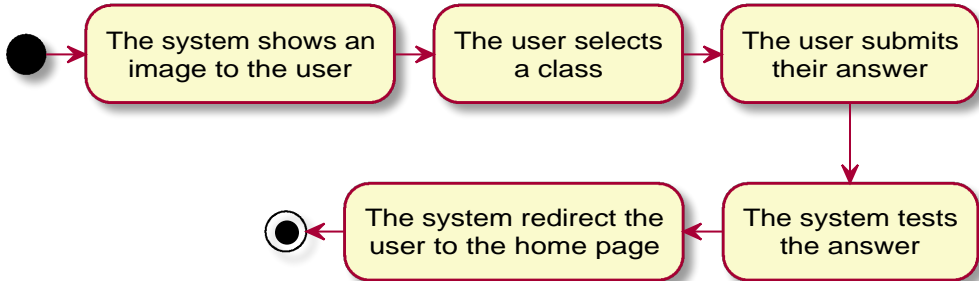 The system shows an
image to the user
The user selects
a class
The user submits
their answer
The system tests
the answer
The system redirect the
user to the home page